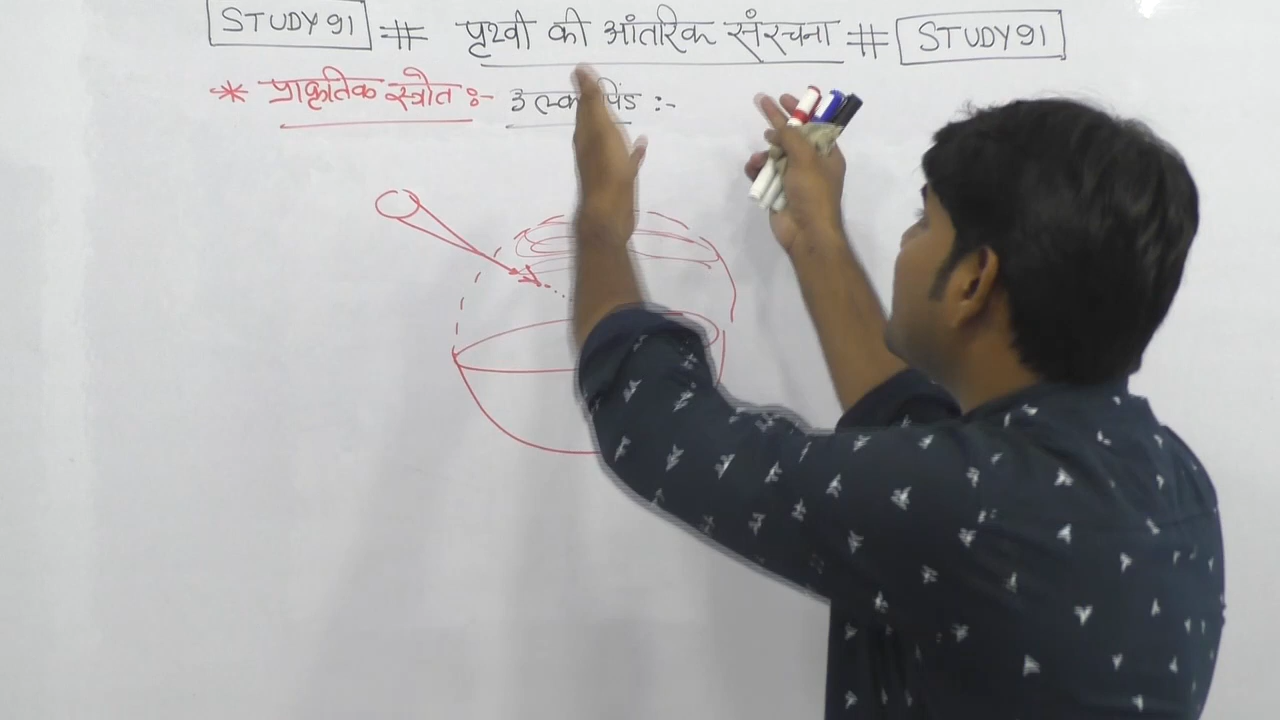 STUDY91 # पृथ्वी की आंतरिक संरचना # STUDY91
* प्राकृतिक स्त्रोत :- :-